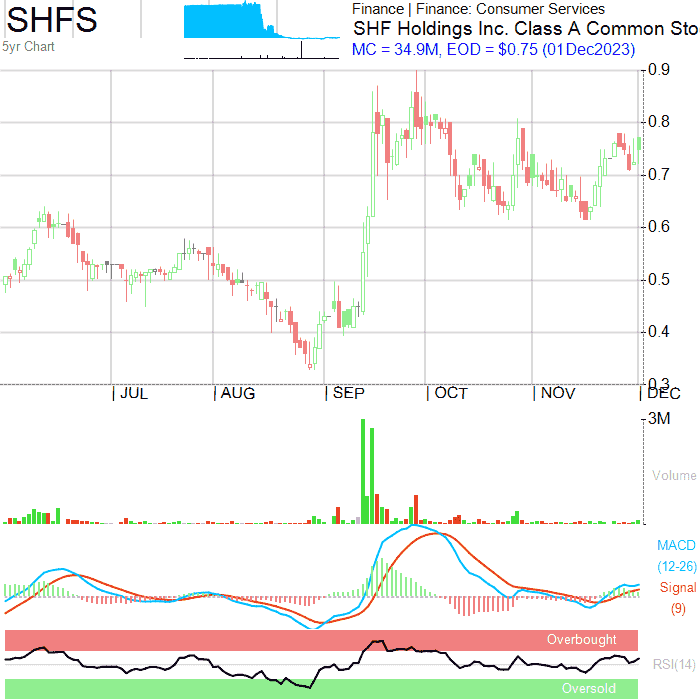 SHFS
5yr Chart
Finance | Finance: Consumer Services
SHF Holdings Inc. Class A Common Sto
MC = 34.9M, EOD = $0.75 (01Dec2023)
0.9
0.8
0.7
0.6
0.5
0.4
0.3
| JUL
| AUG
| SEP
| OCT
| NOV
| DEC
3M
Volume
MACD
(12-26)
Signal
(9)
Overbought
RSI(14)
Oversold